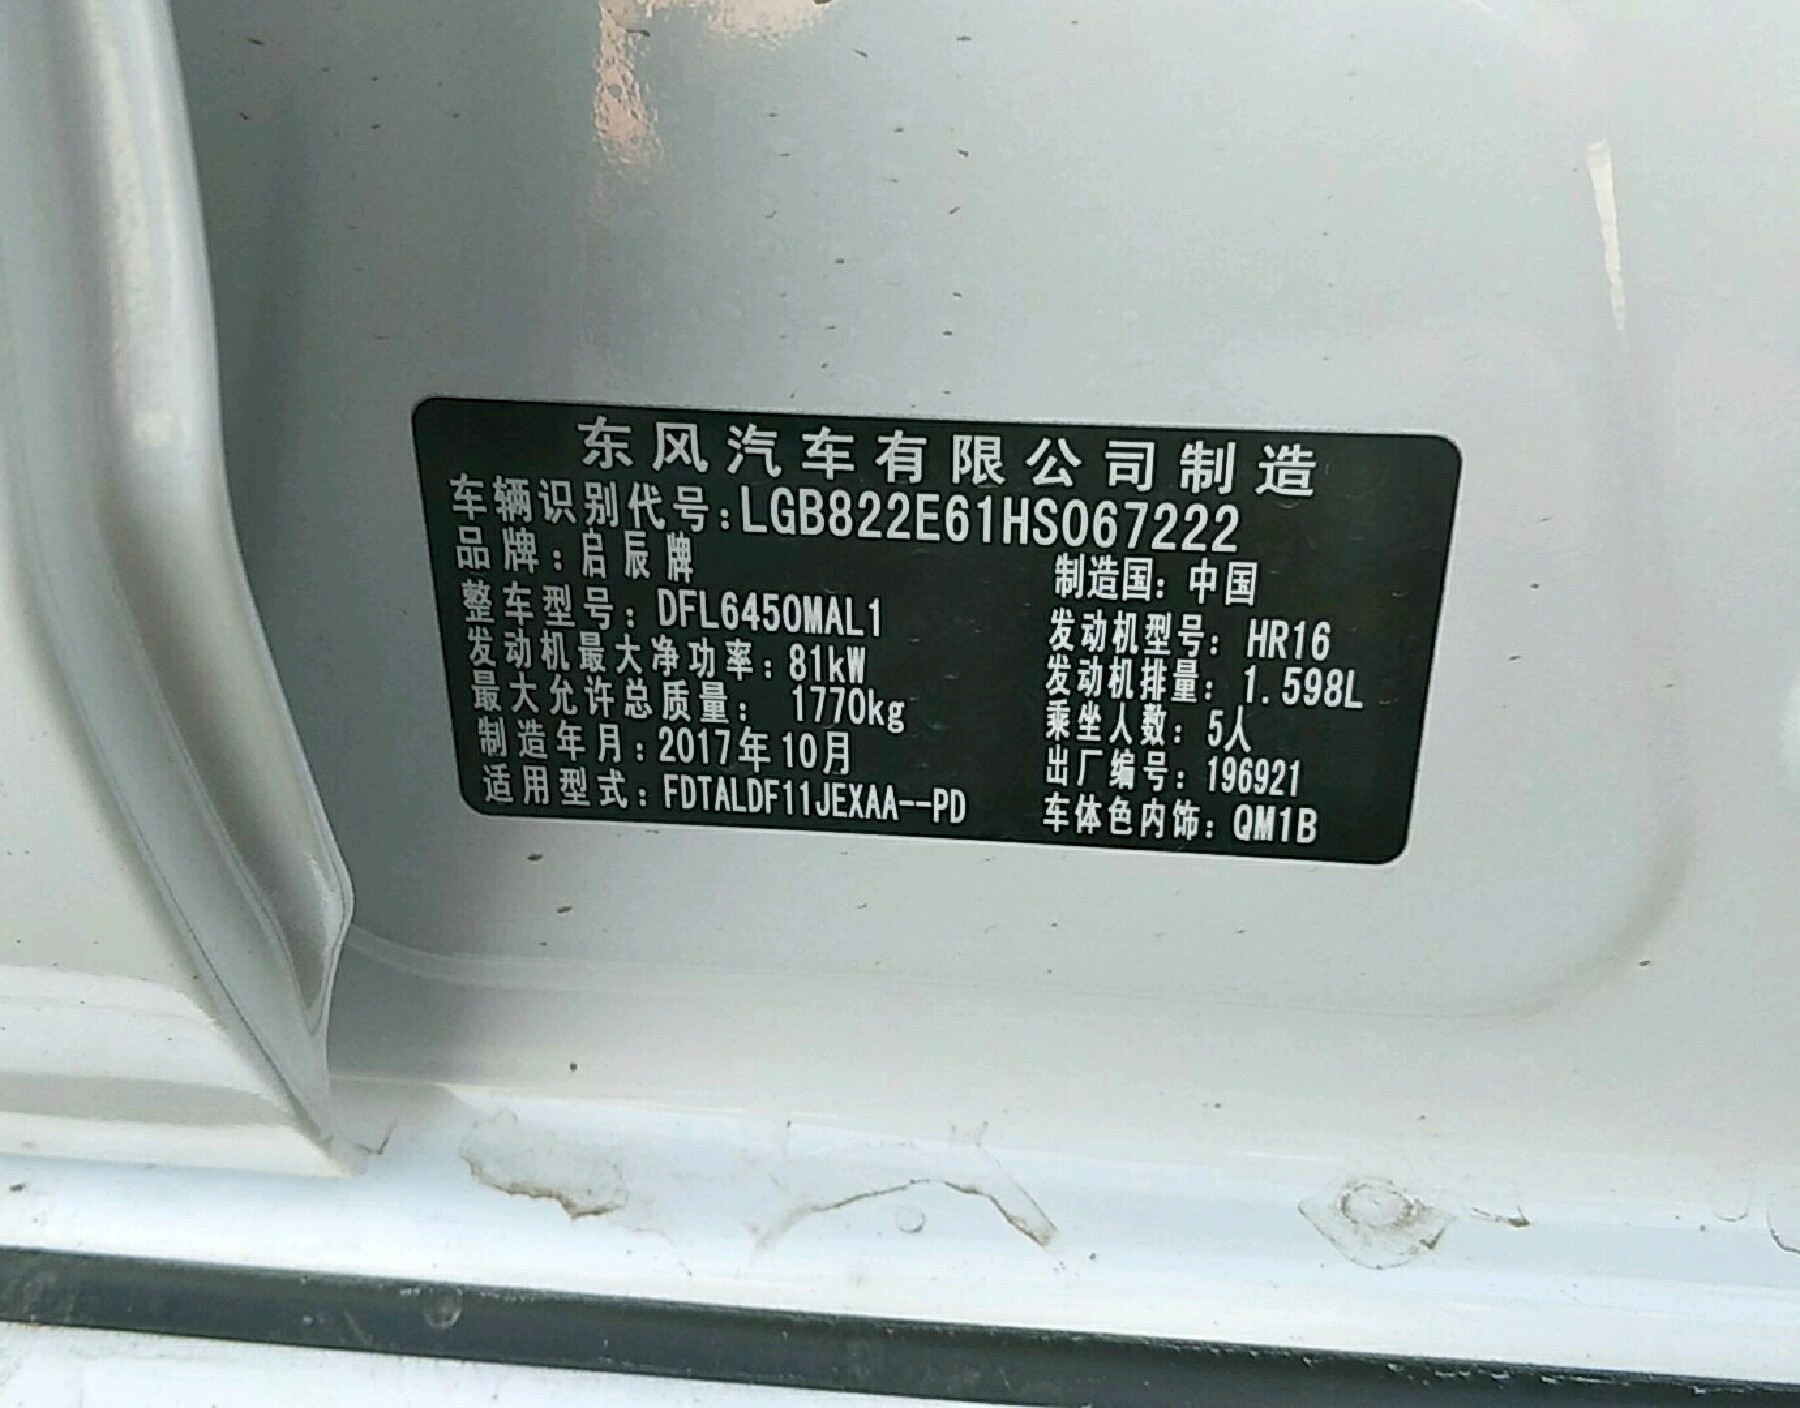 东风汽车有限公司制造
车辆识别代号:LGB822E61HS067222
品牌:启辰牌 制造国:中国
整车型号:DFL6450MAL1 发动机型号:HR16
发动机最大净功率:81kW 发动机排量:1.598L
最大允许总质量:1770kg 乘坐人数:5人
制造年月:2017年10月 出厂编号:196921
适用型式:FDTALDF11JEXAA--PD 车体色内饰:QM1B